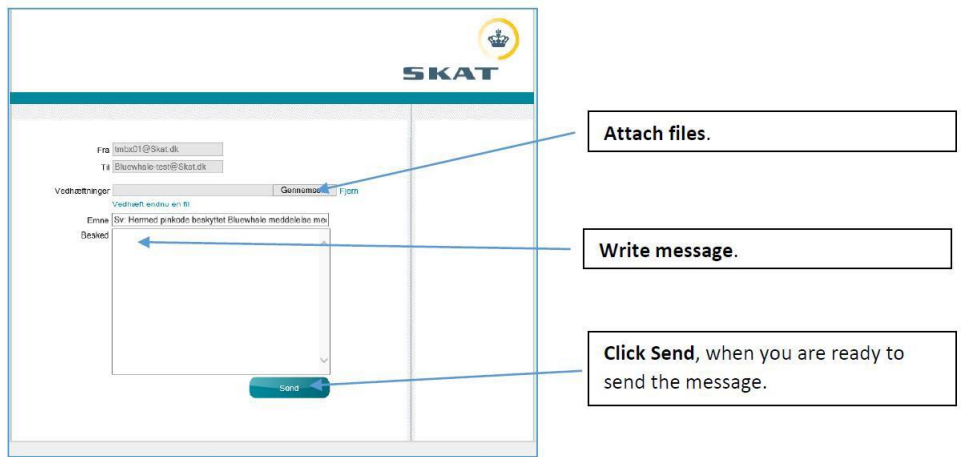 SKAT
Fra tmbx01@Skat.dk
Til Bluewhale-test@Skat.dk
Vedhæftninger Gennemse Fjern
Vedhæft endnu en fil
Emne Sv: Hermed pinkode beskyttet Bluewhale meddelelse me
Besked
Send
Attach files.
Write message.
Click Send, when you are ready to
send the message.